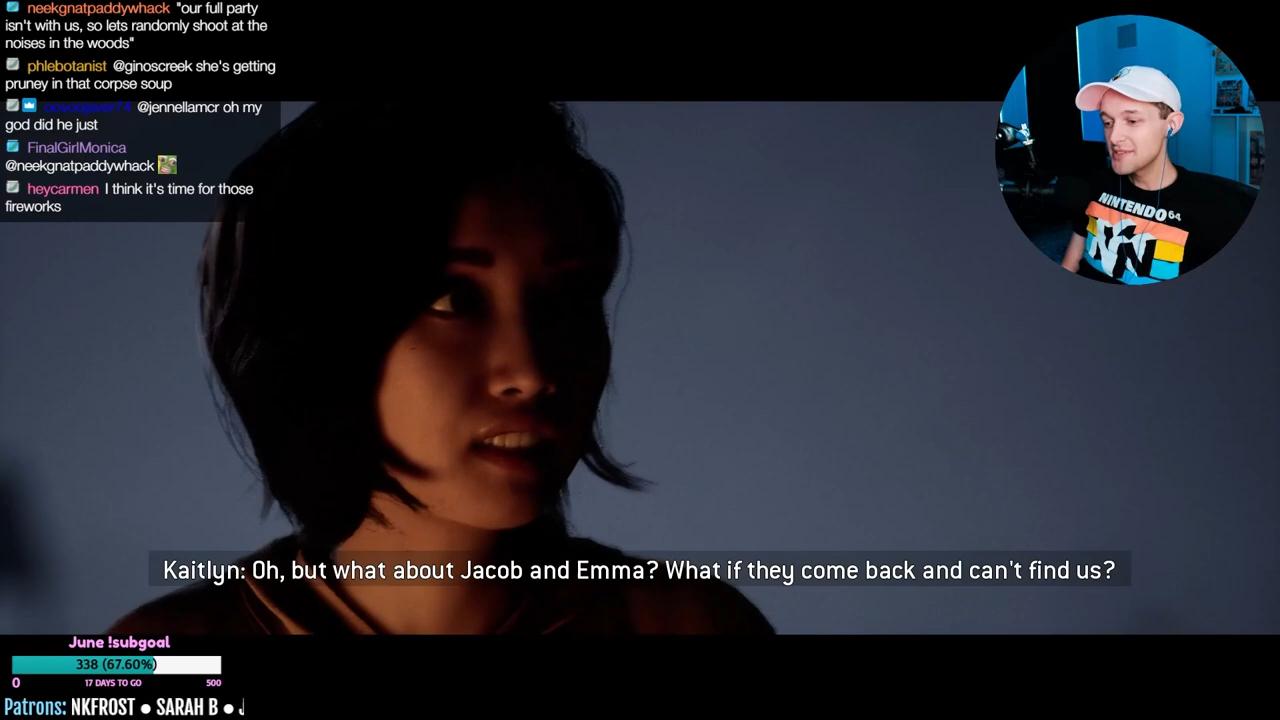 neekgnatpaddywhack "our full party
isn't with us, so lets randomly shoot at the
noises in the woods"
phlebotanist @ginoscreek she's getting
pruney in that corpse soup
@jennellamcr oh my
god did he just
FinalGirlMonica
@neekgnatpaddywhack
heycarmen I think it's time for those
fireworks
NINTENDO 64
Kaitlyn: Oh, but what about Jacob and Emma? What if they come back and can't find us?
June !subgoal
338 (67.60%)
0 17 DAYS TO GO 500
Patrons: NKFROST ● SARAH B ●